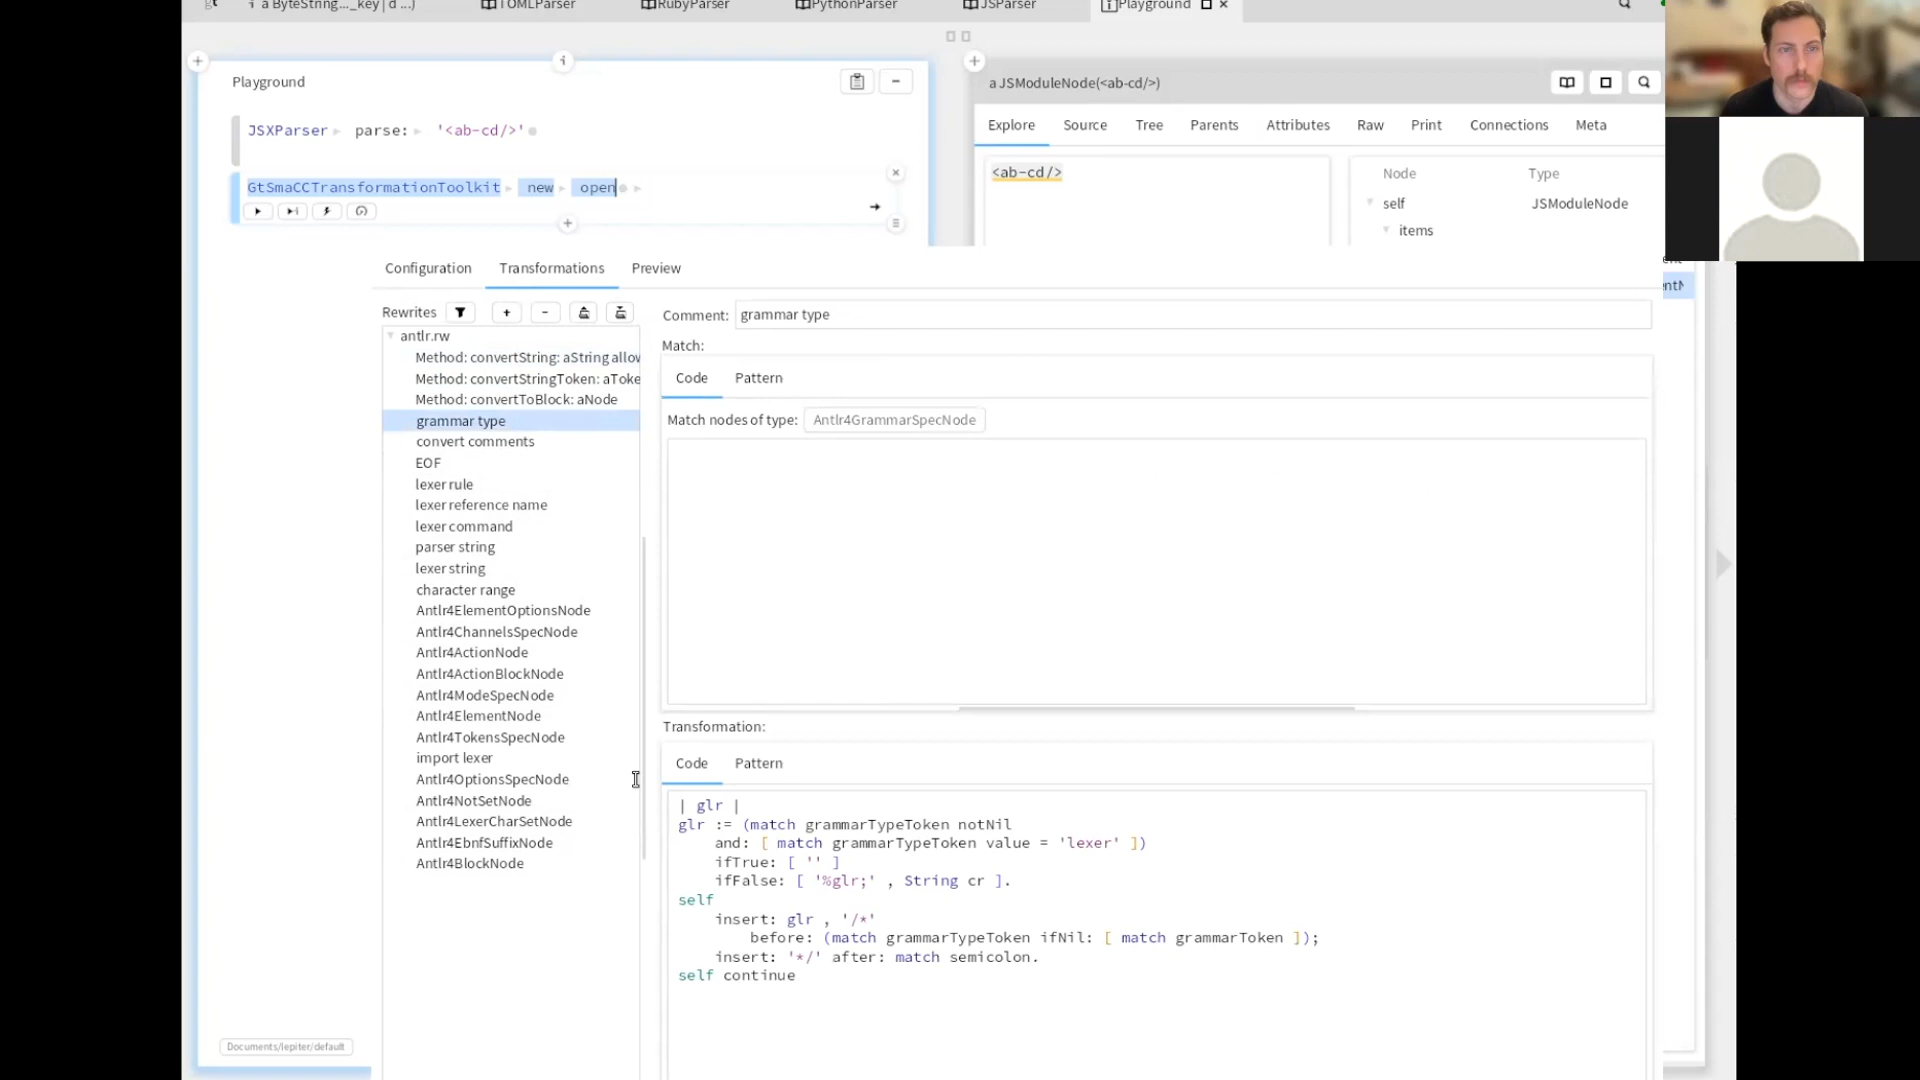 i a ByteString..._key | d ...)
TOMLParser
RubyParser
PythonParser
JSParser
Playground
Playground
JSXParser parse: '<ab-cd/>'
GtSmaCCTransformationToolkit new open
a JSModuleNode(<ab-cd/>)
Explore Source Tree Parents Attributes Raw Print Connections Meta
<ab-cd/>
Node Type
self JSModuleNode
items
Configuration Transformations Preview
Rewrites
antlr.rw
Method: convertString: aString allow
Method: convertStringToken: aToke
Method: convertToBlock: aNode
grammar type
convert comments
EOF
lexer rule
lexer reference name
lexer command
parser string
lexer string
character range
Antlr4ElementOptionsNode
Antlr4ChannelsSpecNode
Antlr4ActionNode
Antlr4ActionBlockNode
Antlr4ModeSpecNode
Antlr4ElementNode
Antlr4TokensSpecNode
import lexer
Antlr4OptionsSpecNode
Antlr4NotSetNode
Antlr4LexerCharSetNode
Antlr4EbnfSuffixNode
Antlr4BlockNode
Comment: grammar type
Match:
Code Pattern
Match nodes of type: Antlr4GrammarSpecNode
Transformation:
Code Pattern
| glr |
glr := (match grammarTypeToken notNil
and: [ match grammarTypeToken value = 'lexer' ])
ifTrue: [ '' ]
ifFalse: [ '%glr;' , String cr ].
self
insert: glr , '/*'
before: (match grammarTypeToken ifNil: [ match grammarToken ]);
insert: '*/' after: match semicolon.
self continue
Documents/lepiter/default